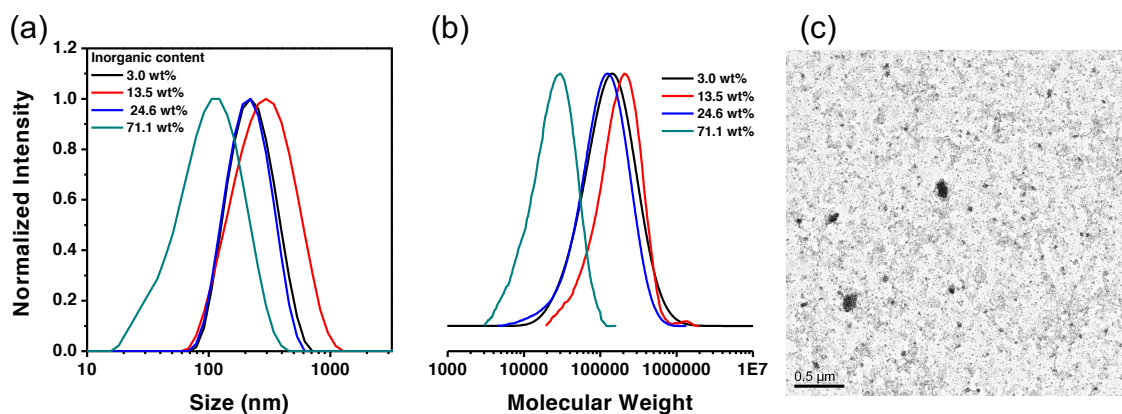 (a)
Inorganic content
3.0 wt%
13.5 wt%
24.6 wt%
71.1 wt%
1.2
1.0
0.8
0.6
0.4
0.2
0.0
10
100
1000
Normalized Intensity
Size (nm)
(b)
3.0 wt%
13.5 wt%
24.6 wt%
71.1 wt%
1000
10000
100000
1000000
1E7
Molecular Weight
(c)
0.5 µm